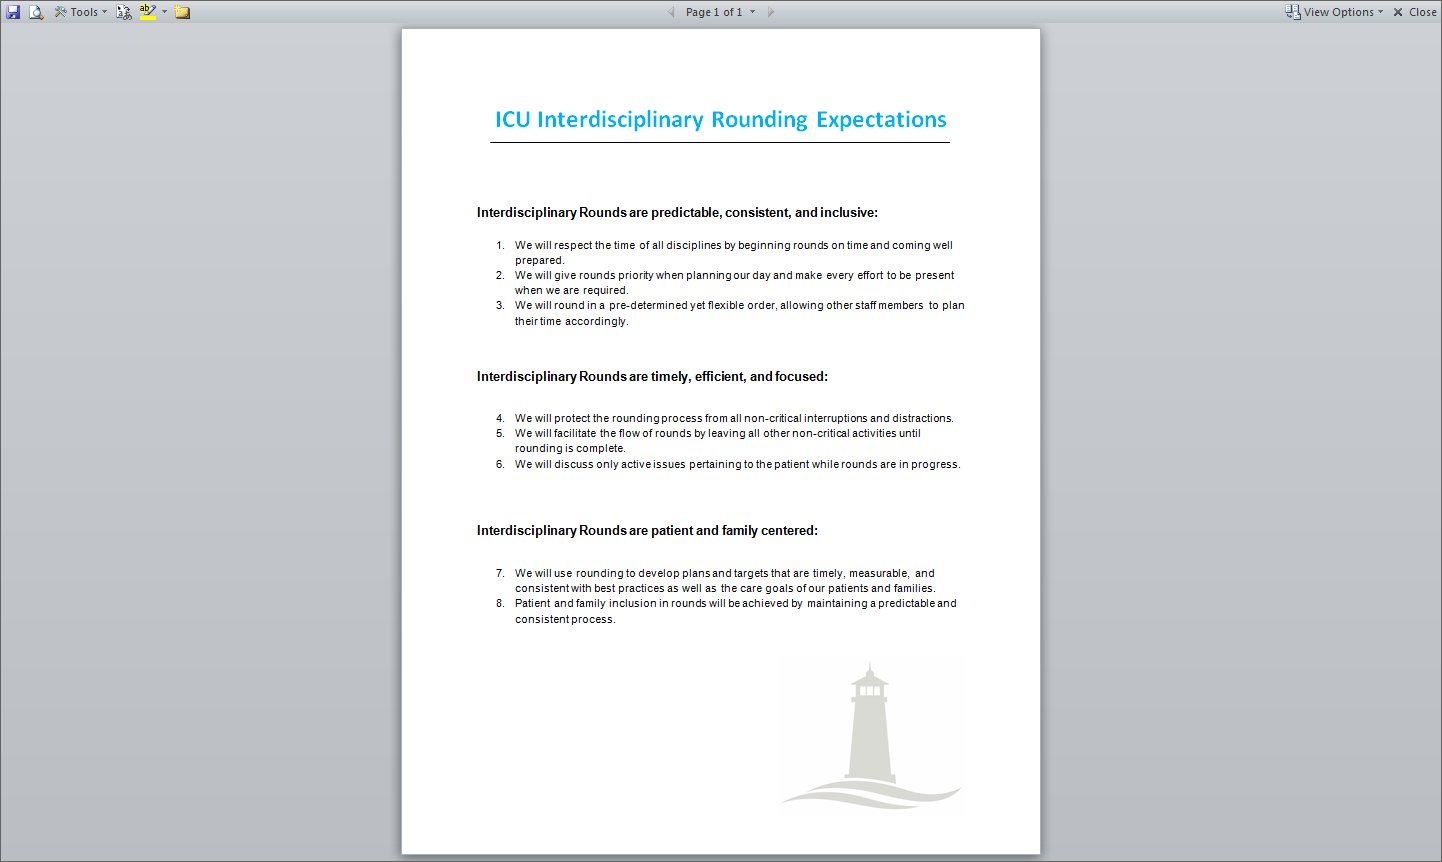 Tools
Page 1 of 1
View Options
Close
ICU Interdisciplinary Rounding Expectations
Interdisciplinary Rounds are predictable, consistent, and inclusive:
1. We will respect the time of all disciplines by beginning rounds on time and coming well
prepared.
2. We will give rounds priority when planning our day and make every effort to be present
when we are required.
3. We will round in a pre-determined yet flexible order, allowing other staff members to plan
their time accordingly.
Interdisciplinary Rounds are timely, efficient, and focused:
4. We will protect the rounding process from all non-critical interruptions and distractions.
5. We will facilitate the flow of rounds by leaving all other non-critical activities until
rounding is complete.
6. We will discuss only active issues pertaining to the patient while rounds are in progress.
Interdisciplinary Rounds are patient and family centered:
7. We will use rounding to develop plans and targets that are timely, measurable, and
consistent with best practices as well as the care goals of our patients and families.
8. Patient and family inclusion in rounds will be achieved by maintaining a predictable and
consistent process.